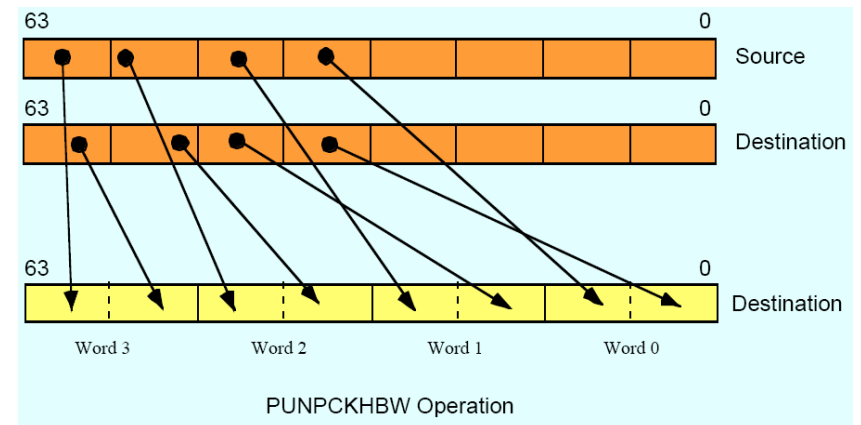 63 0
Source
63 0
Destination
63 0
Destination
Word 3 Word 2 Word 1 Word 0
PUNPCKHBW Operation